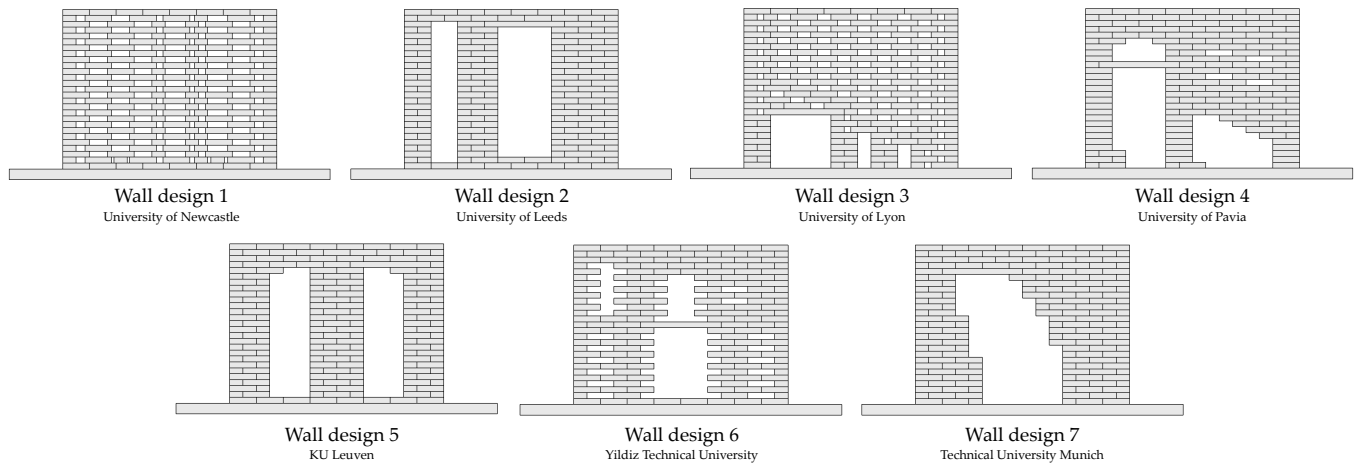 Wall design 1
University of Newcastle
Wall design 2
University of Leeds
Wall design 3
University of Lyon
Wall design 4
University of Pavia
Wall design 5
KU Leuven
Wall design 6
Yildiz Technical University
Wall design 7
Technical University Munich